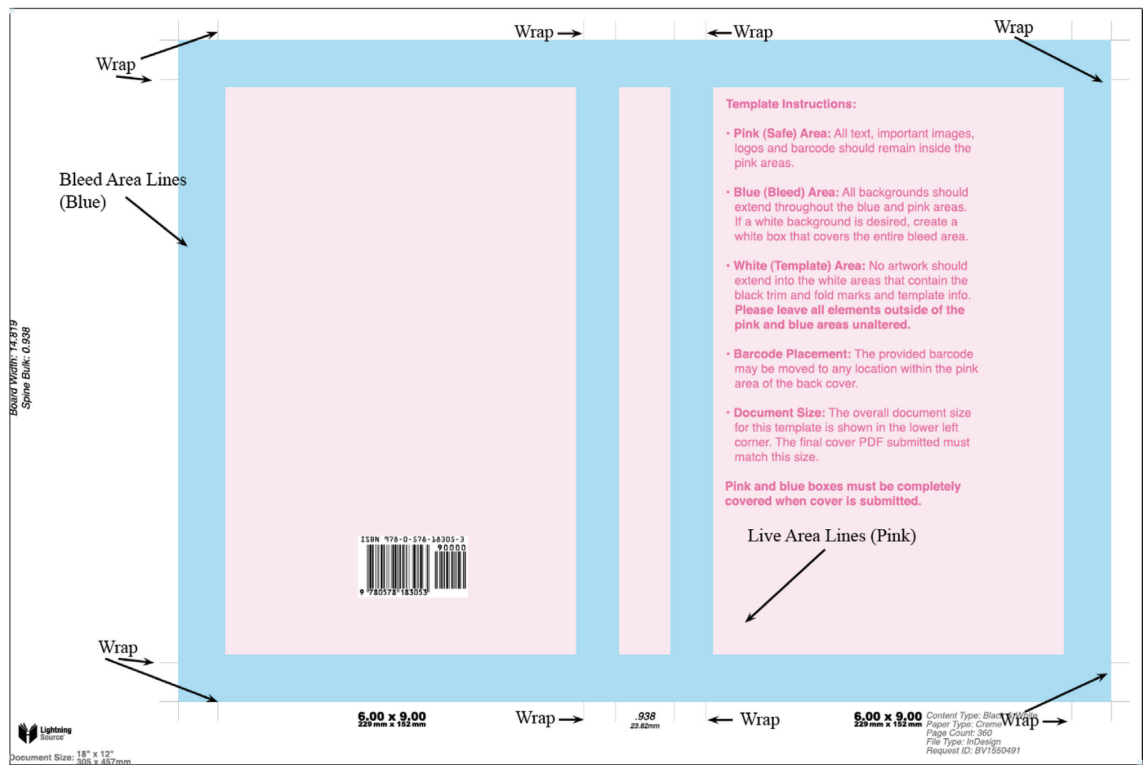 Wrap
Wrap
Wrap
Wrap
Wrap
Bleed Area Lines
(Blue)
Board Width: 14.819
Spine Bulk: 0.938
Template Instructions:
• Pink (Safe) Area: All text, important images,
logos and barcode should remain inside the
pink areas.
• Blue (Bleed) Area: All backgrounds should
extend throughout the blue and pink areas.
If a white background is desired, create a
white box that covers the entire bleed area.
• White (Template) Area: No artwork should
extend into the white areas that contain the
black trim and fold marks and template info.
Please leave all elements outside of the
pink and blue areas unaltered.
• Barcode Placement: The provided barcode
may be moved to any location within the pink
area of the back cover.
• Document Size: The overall document size
for this template is shown in the lower left
corner. The final cover PDF submitted must
match this size.
Pink and blue boxes must be completely
covered when cover is submitted.
Live Area Lines (Pink)
ISBN 978-0-578-18305-3
90000
9 780578 183053
Wrap
Wrap
Wrap
Wrap
6.00 x 9.00
229 mm x 152 mm
.938
23.82mm
6.00 x 9.00
229 mm x 152 mm
Content Type: Black & White
Paper Type: Creme
Page Count: 360
File Type: InDesign
Request ID: BV1550491
Lightning
Source®
Document Size: 18" x 12"
305 x 457mm